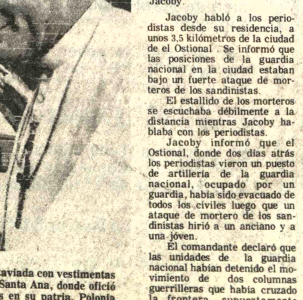 Jacoby
Jacoby habló a los perio-
distas desde su residencia, a
unos 3,5 kilómetros de la ciudad
de el Ostional . Se informó que
las posiciones de la guardia
nacional en la ciudad estaban
bajo un fuerte ataque de mor-
teros de los sandinistas.
El estallido de los morteros
se escuchaba débilmente a la
distancia mientras Jacoby ha-
blaba con los periodistas.
Jacoby informó que el
Ostional, donde dos días atrás
los periodistas vieron un puesto
de artillería de la guardia
nacional, ocupado por un
guardia, había sido evacuado de
todos los civiles luego que un
ataque de mortero de los san-
dinistas hirió a un anciano y a
una jóven.
El comandante declaró que
las unidades de la guardia
nacional habían detenido el mo-
vimiento de dos columnas
guerrilleras que había cruzado
la frontera supuestamente
taviada con vestimentas
Santa Ana, donde ofició
s en su patria, Polonia